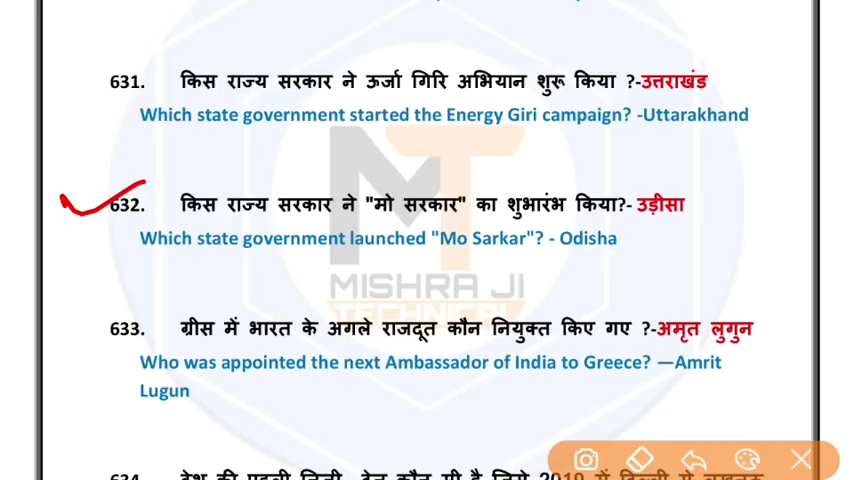 631. किस राज्य सरकार ने ऊर्जा गिरि अभियान शुरू किया ?-उत्तराखंड
Which state government started the Energy Giri campaign? -Uttarakhand
632. किस राज्य सरकार ने "मो सरकार" का शुभारंभ किया?- उड़ीसा
Which state government launched "Mo Sarkar"? - Odisha
MISHRA JI
TECHNICAL
633. ग्रीस में भारत के अगले राजदूत कौन नियुक्त किए गए ?-अमृत लुगुन
Who was appointed the next Ambassador of India to Greece? —Amrit
Lugun